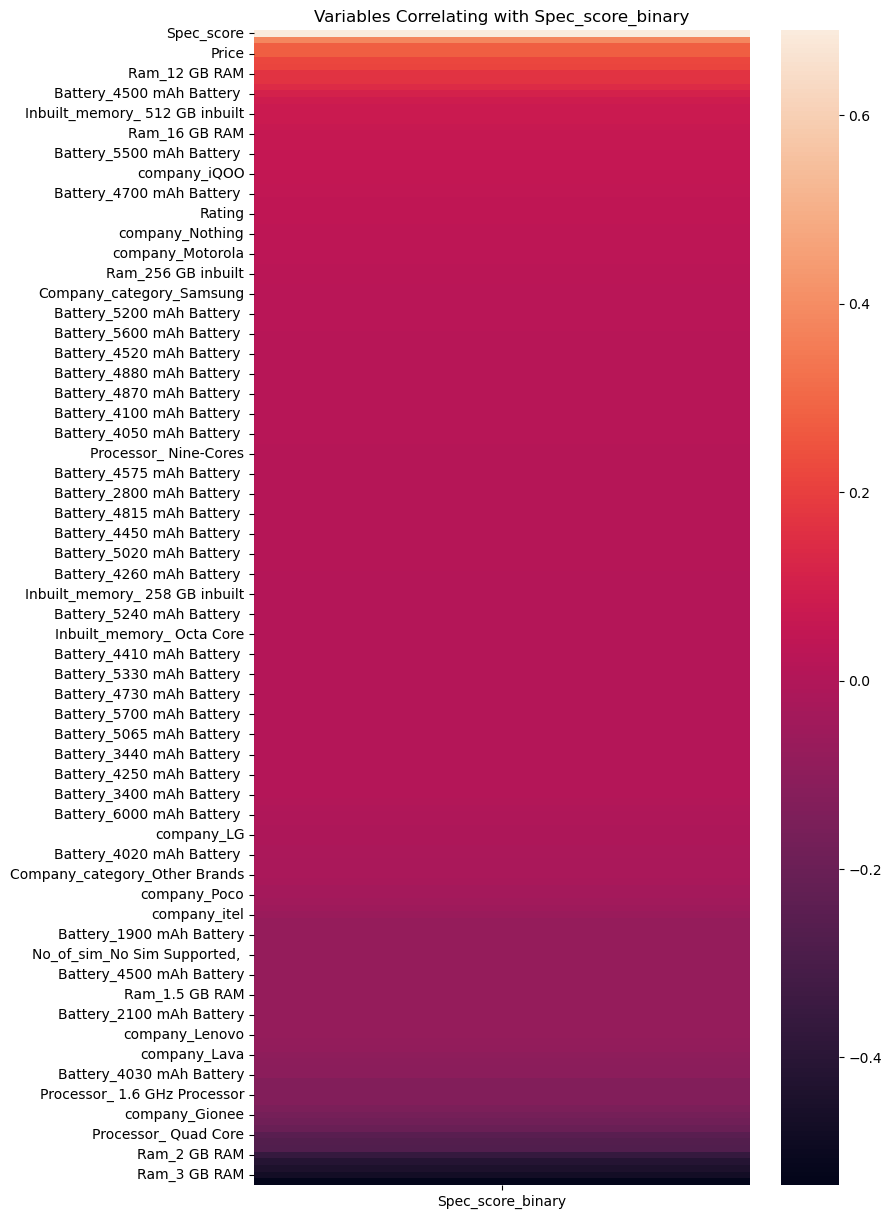 Variables Correlating with Spec_score_binary
Spec_score
Price
Ram_12 GB RAM
Battery_4500 mAh Battery
Inbuilt_memory_ 512 GB inbuilt
Ram_16 GB RAM
Battery_5500 mAh Battery
company_iQOO
Battery_4700 mAh Battery
Rating
company_Nothing
company_Motorola
Ram_256 GB inbuilt
Company_category_Samsung
Battery_5200 mAh Battery
Battery_5600 mAh Battery
Battery_4520 mAh Battery
Battery_4880 mAh Battery
Battery_4870 mAh Battery
Battery_4100 mAh Battery
Battery_4050 mAh Battery
Processor_ Nine-Cores
Battery_4575 mAh Battery
Battery_2800 mAh Battery
Battery_4815 mAh Battery
Battery_4450 mAh Battery
Battery_5020 mAh Battery
Battery_4260 mAh Battery
Inbuilt_memory_ 258 GB inbuilt
Battery_5240 mAh Battery
Inbuilt_memory_ Octa Core
Battery_4410 mAh Battery
Battery_5330 mAh Battery
Battery_4730 mAh Battery
Battery_5700 mAh Battery
Battery_5065 mAh Battery
Battery_3440 mAh Battery
Battery_4250 mAh Battery
Battery_3400 mAh Battery
Battery_6000 mAh Battery
company_LG
Battery_4020 mAh Battery
Company_category_Other Brands
company_Poco
company_itel
Battery_1900 mAh Battery
No_of_sim_No Sim Supported,
Battery_4500 mAh Battery
Ram_1.5 GB RAM
Battery_2100 mAh Battery
company_Lenovo
company_Lava
Battery_4030 mAh Battery
Processor_ 1.6 GHz Processor
company_Gionee
Processor_ Quad Core
Ram_2 GB RAM
Ram_3 GB RAM
Spec_score_binary
0.6
0.4
0.2
0.0
−0.2
−0.4